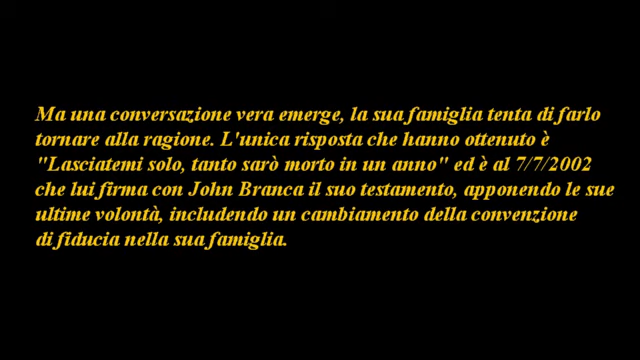 Ma una conversazione vera emerge, la sua famiglia tenta di farlo
tornare alla ragione. L'unica risposta che hanno ottenuto è
"Lasciatemi solo, tanto sarò morto in un anno" ed è al 7/7/2002
che lui firma con John Branca il suo testamento, apponendo le sue
ultime volontà, includendo un cambiamento della convenzione
di fiducia nella sua famiglia.